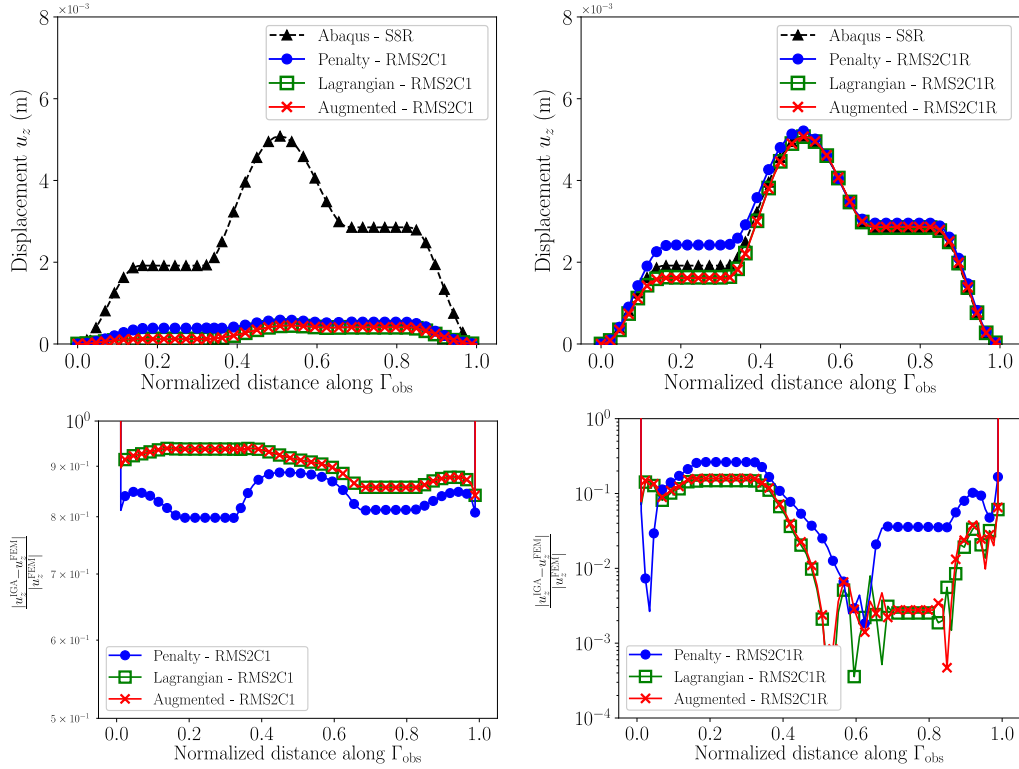 ×10⁻³
8
6
4
2
0
Displacement u_z (m)
0.0 0.2 0.4 0.6 0.8 1.0
Normalized distance along Γ_obs
Abaqus - S8R
Penalty - RMS2C1
Lagrangian - RMS2C1
Augmented - RMS2C1
×10⁻³
8
6
4
2
0
Displacement u_z (m)
0.0 0.2 0.4 0.6 0.8 1.0
Normalized distance along Γ_obs
Abaqus - S8R
Penalty - RMS2C1R
Lagrangian - RMS2C1R
Augmented - RMS2C1R
10⁰
9 × 10⁻¹
8 × 10⁻¹
7 × 10⁻¹
6 × 10⁻¹
5 × 10⁻¹
|u_z^IGA − u_z^FEM|
|u_z^FEM|
Penalty - RMS2C1
Lagrangian - RMS2C1
Augmented - RMS2C1
0.0 0.2 0.4 0.6 0.8 1.0
Normalized distance along Γ_obs
10⁰
10⁻¹
10⁻²
10⁻³
10⁻⁴
|u_z^IGA − u_z^FEM|
|u_z^FEM|
Penalty - RMS2C1R
Lagrangian - RMS2C1R
Augmented - RMS2C1R
0.0 0.2 0.4 0.6 0.8 1.0
Normalized distance along Γ_obs